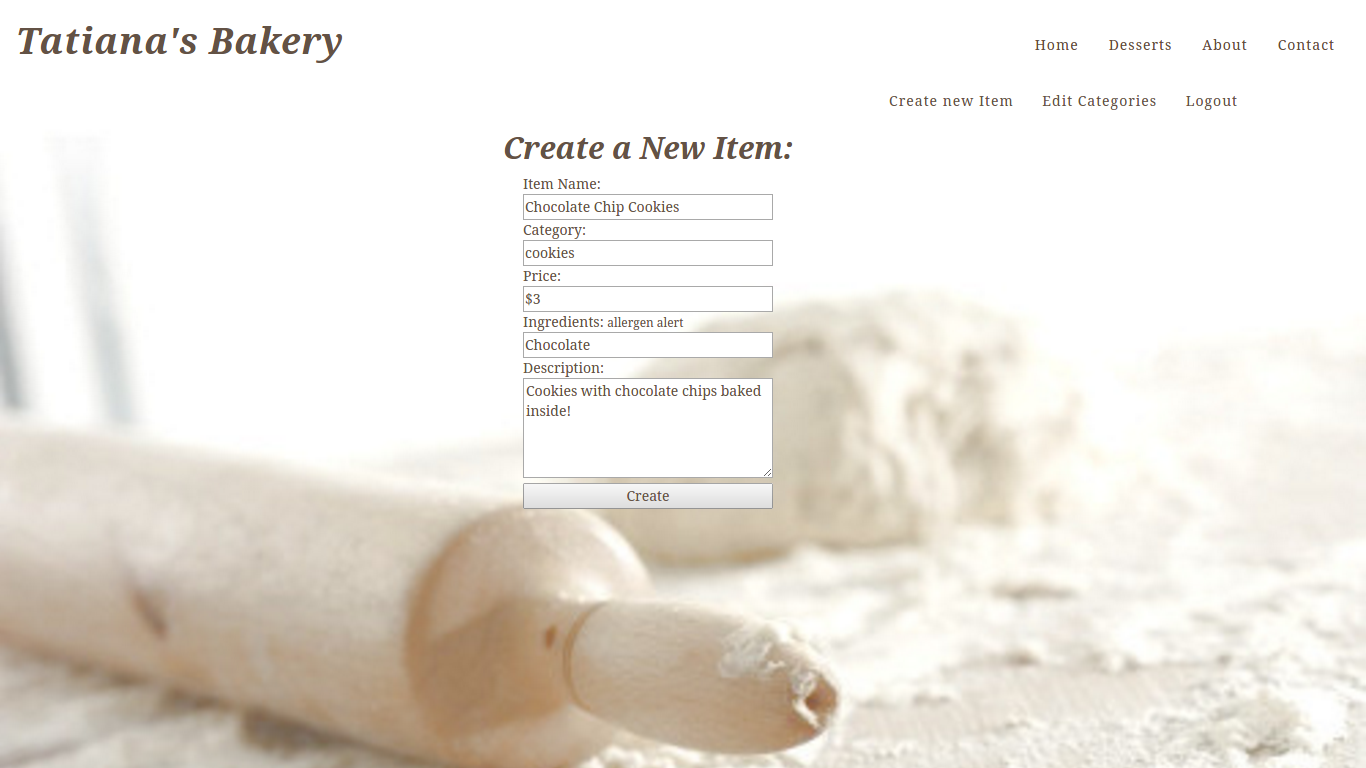 Tatiana's Bakery
Home Desserts About Contact
Create new Item Edit Categories Logout
Create a New Item:
Item Name:
Chocolate Chip Cookies
Category:
cookies
Price:
$3
Ingredients: allergen alert
Chocolate
Description:
Cookies with chocolate chips baked
inside!
Create